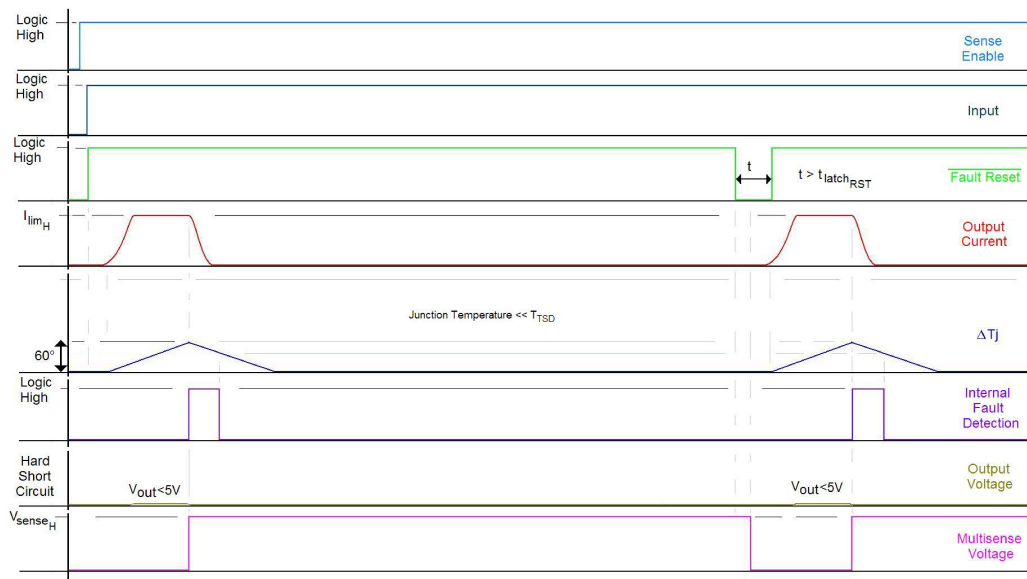 Logic
High
Sense
Enable
Logic
High
Input
Logic
High
t
t > tlatchRST
Fault Reset
IlimH
Output
Current
Junction Temperature << TTSD
60°
ΔTj
Logic
High
Internal
Fault
Detection
Hard
Short
Circuit
Vout<5V
Vout<5V
Output
Voltage
VsenseH
Multisense
Voltage